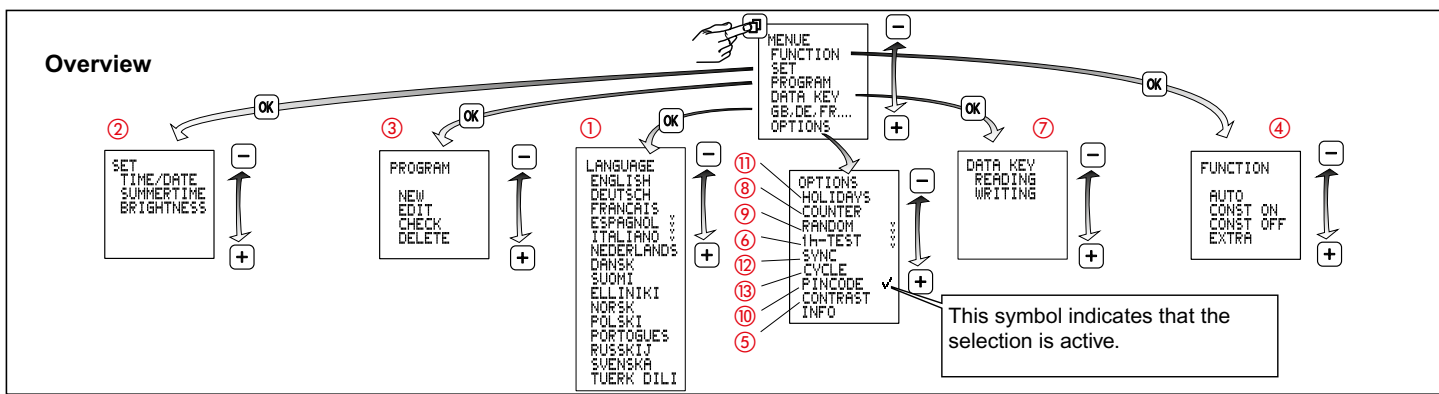 Overview
MENUE
FUNCTION
SET
PROGRAM
DATA KEY
GB,DE,FR....
OPTIONS
−
+
OK
OK
OK
OK
OK
②
SET
TIME/DATE
SUMMERTIME
BRIGHTNESS
−
+
③
PROGRAM
NEW
EDIT
CHECK
DELETE
−
+
①
LANGUAGE
ENGLISH
DEUTSCH
FRANCAIS
ESPAGNOL
ITALIANO
NEDERLANDS
DANSK
SUOMI
ELLINIKI
NORSK
POLSKI
PORTOGUES
RUSSKIJ
SVENSKA
TUERK DILI
−
+
OPTIONS
⑪ HOLIDAYS
⑧ COUNTER
⑨ RANDOM
⑥ 1h-TEST
⑫ SYNC
⑬ CYCLE
⑩ PINCODE ✓
⑤ CONTRAST
INFO
−
+
This symbol indicates that the
selection is active.
⑦
DATA KEY
READING
WRITING
−
+
④
FUNCTION
AUTO
CONST ON
CONST OFF
EXTRA
−
+